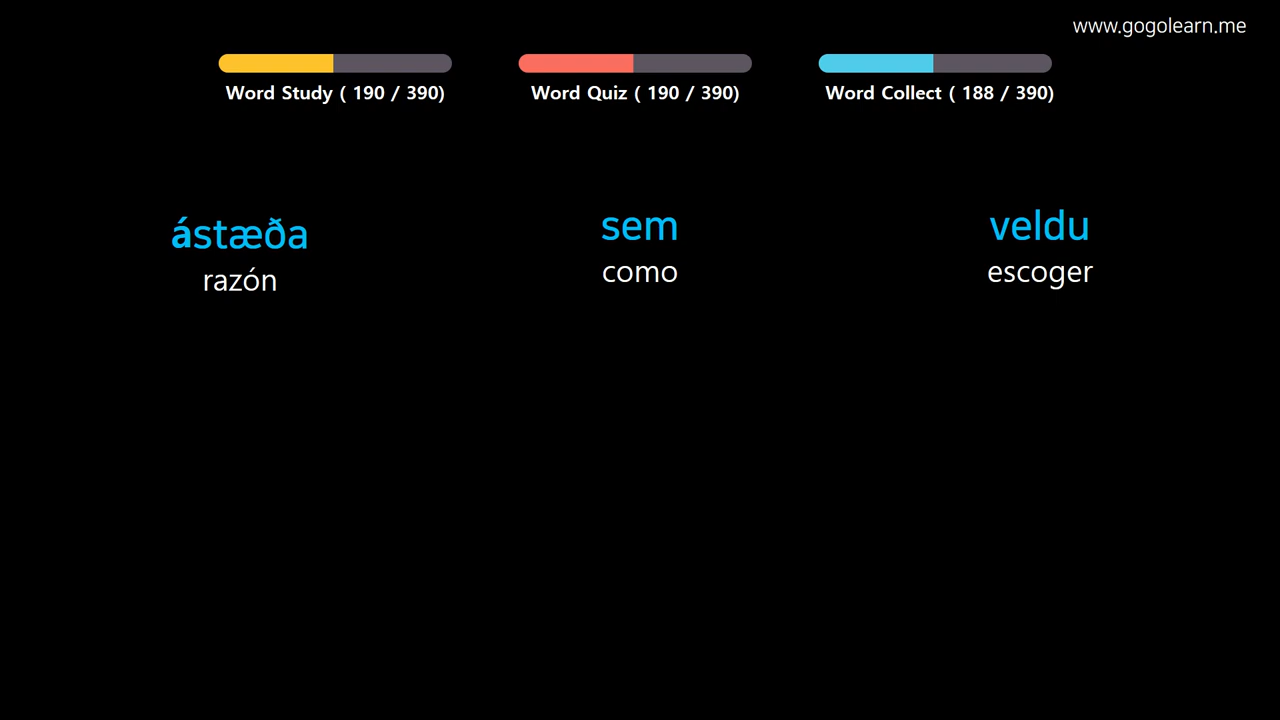 www.gogolearn.me
Word Study ( 190 / 390)
Word Quiz ( 190 / 390)
Word Collect ( 188 / 390)
ástæða
razón
sem
como
veldu
escoger